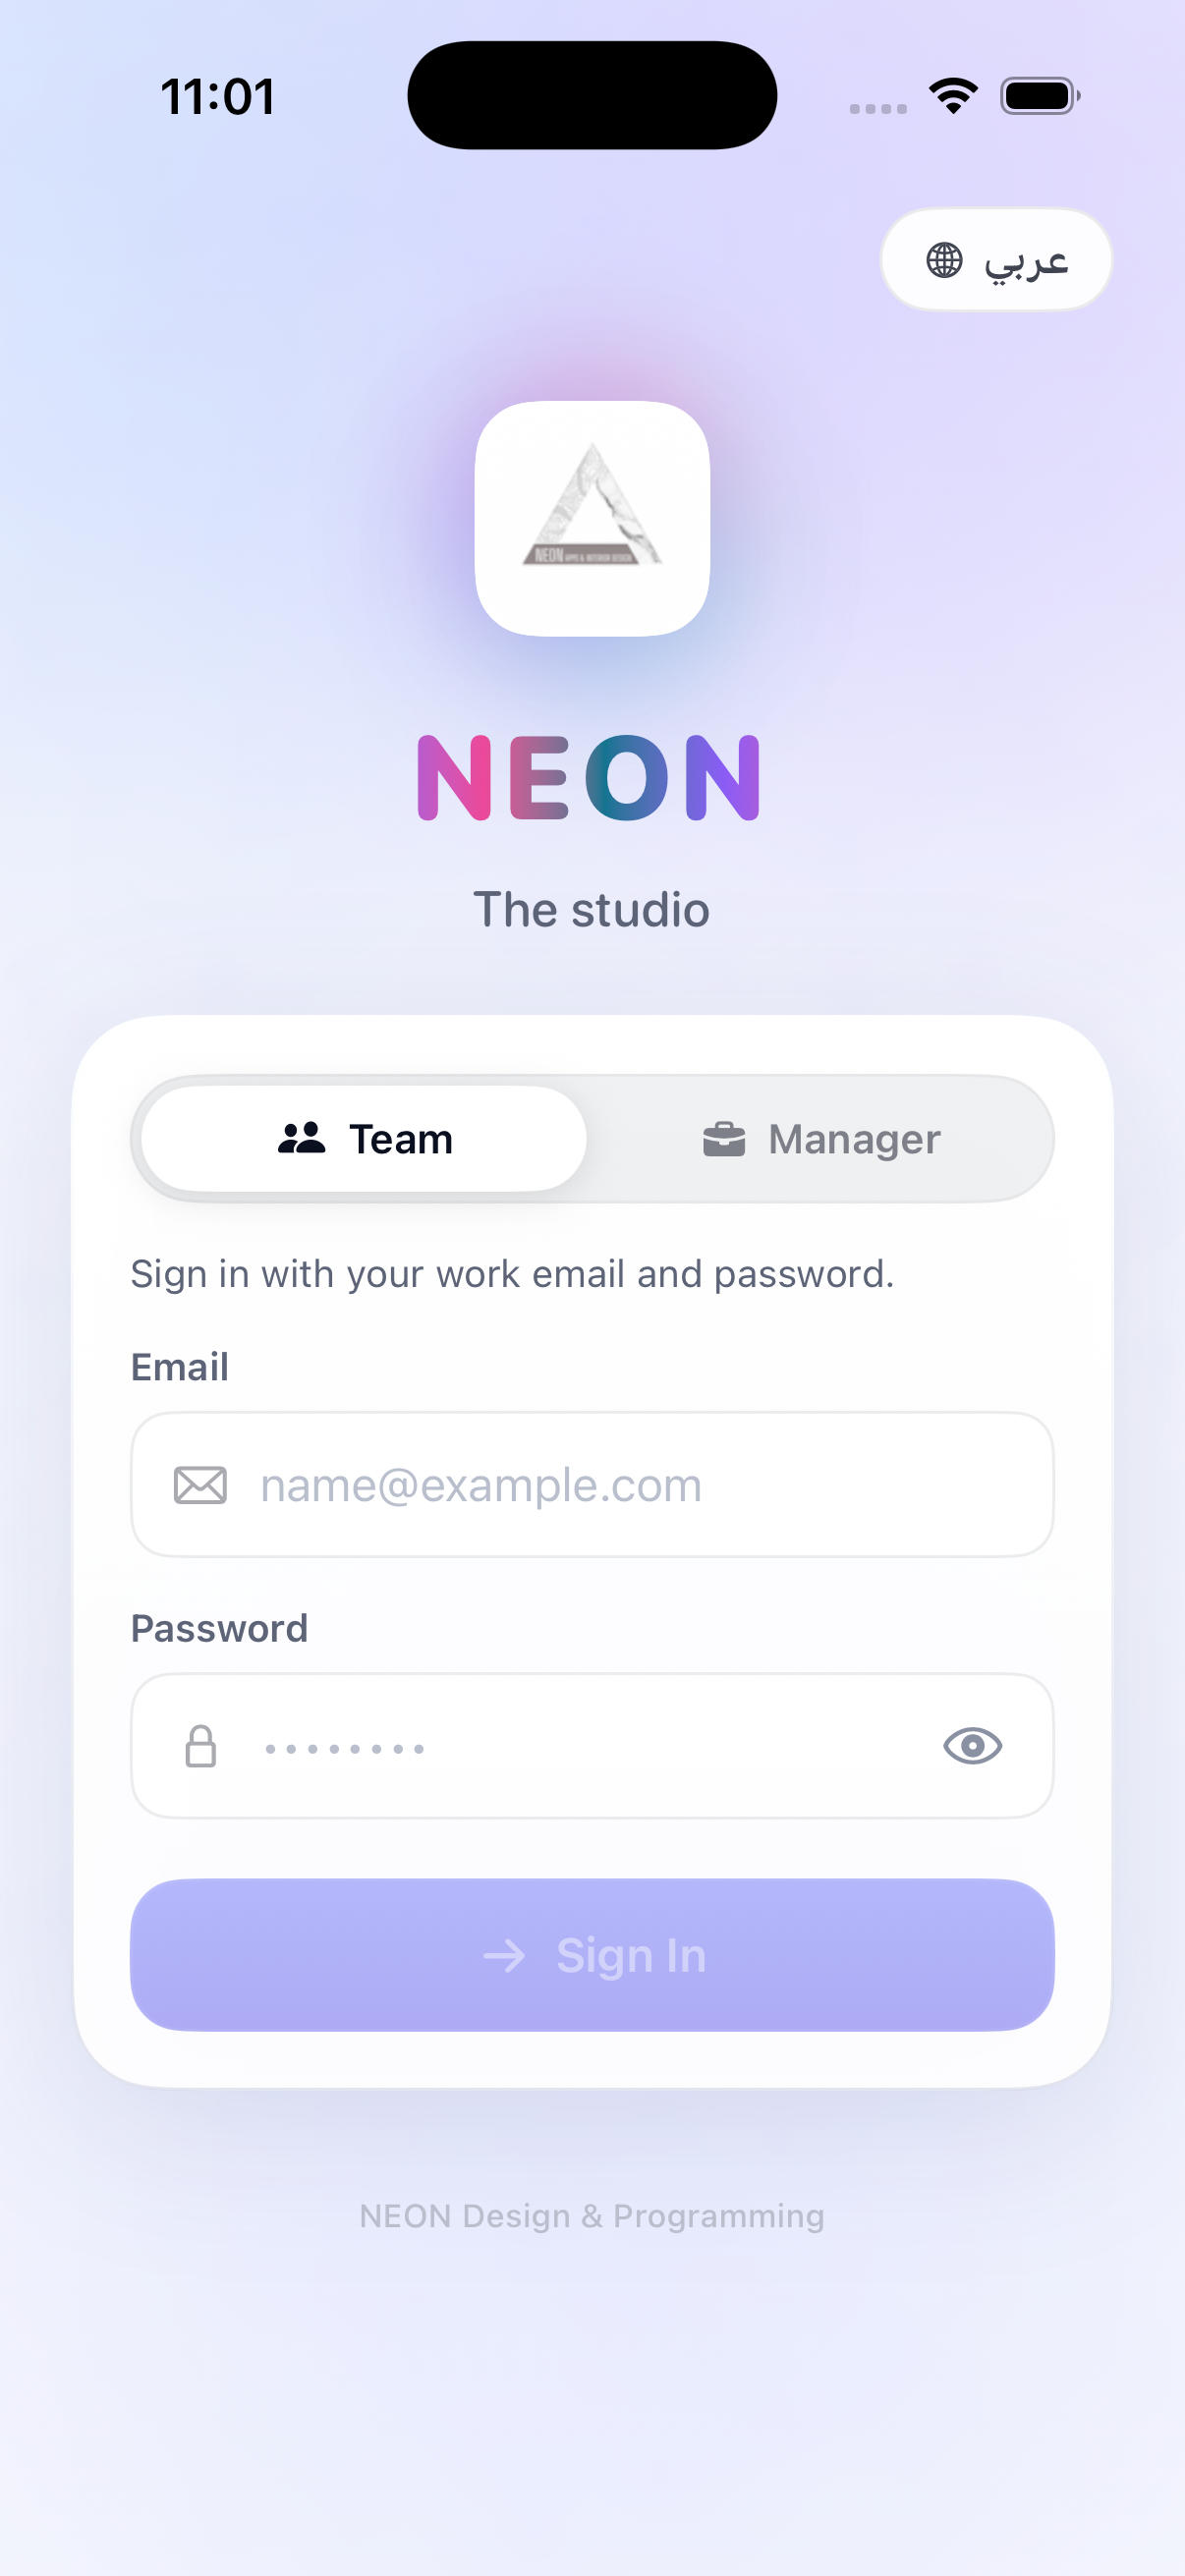 11:01
عربي
NEON
NEON
The studio
Team
Manager
Sign in with your work email and password.
Email
name@example.com
Password
Sign In
NEON Design & Programming